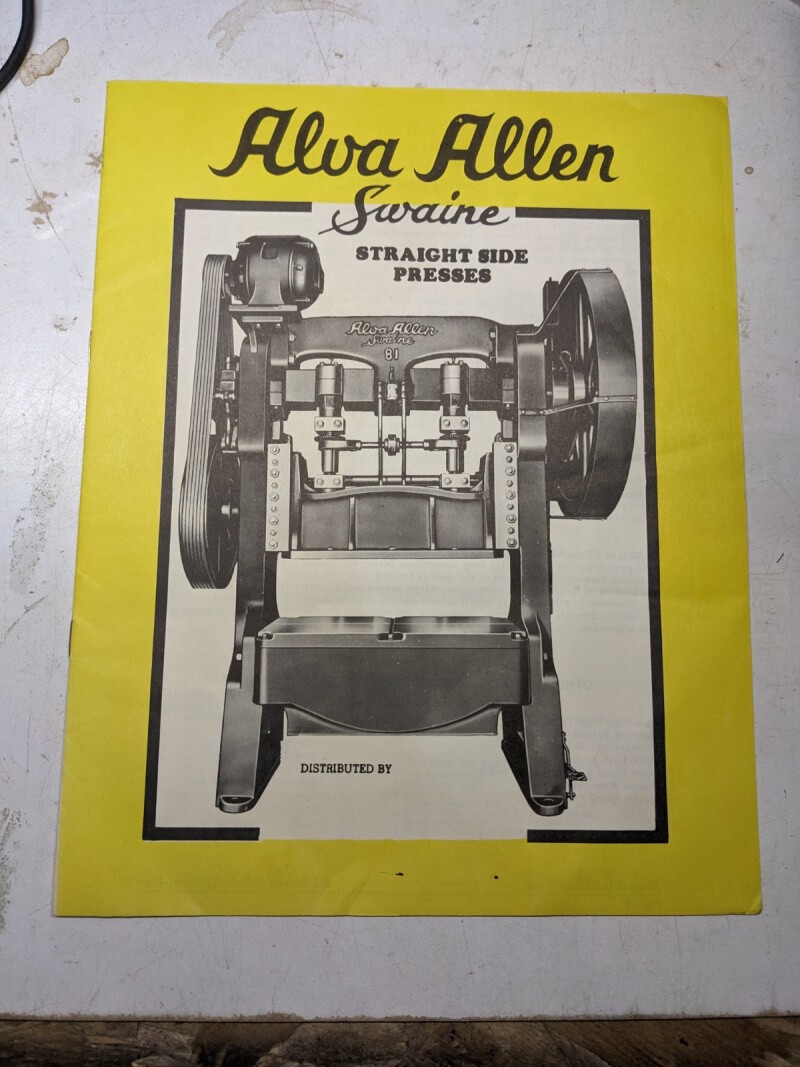 Alva Allen
Swaine
STRAIGHT SIDE
PRESSES
Alva Allen
Swaine
81
DISTRIBUTED BY